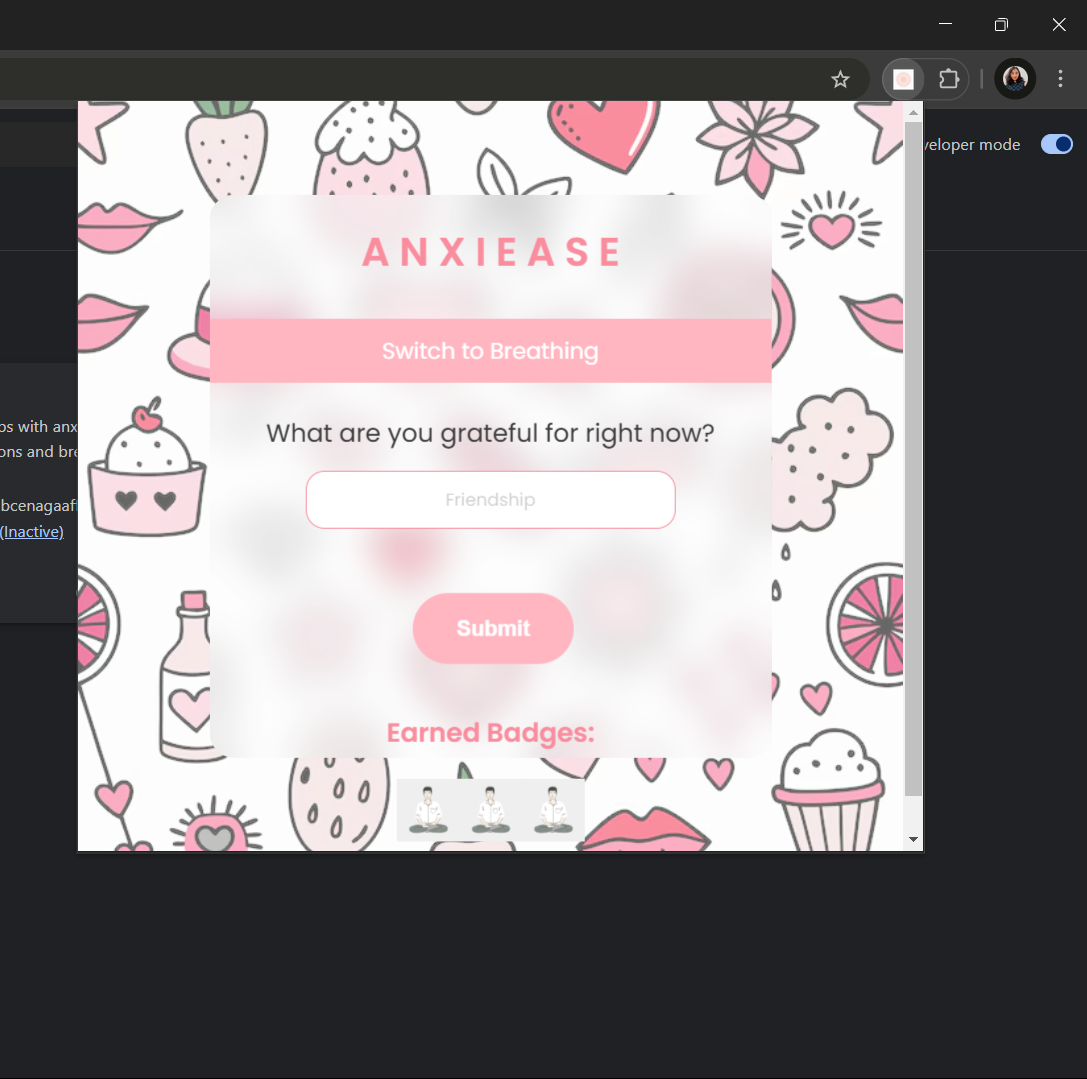 veloper mode
ANXIEASE
Switch to Breathing
ps with anx
ons and bre
What are you grateful for right now?
Friendship
bcenagaaf
(Inactive)
Submit
Earned Badges: